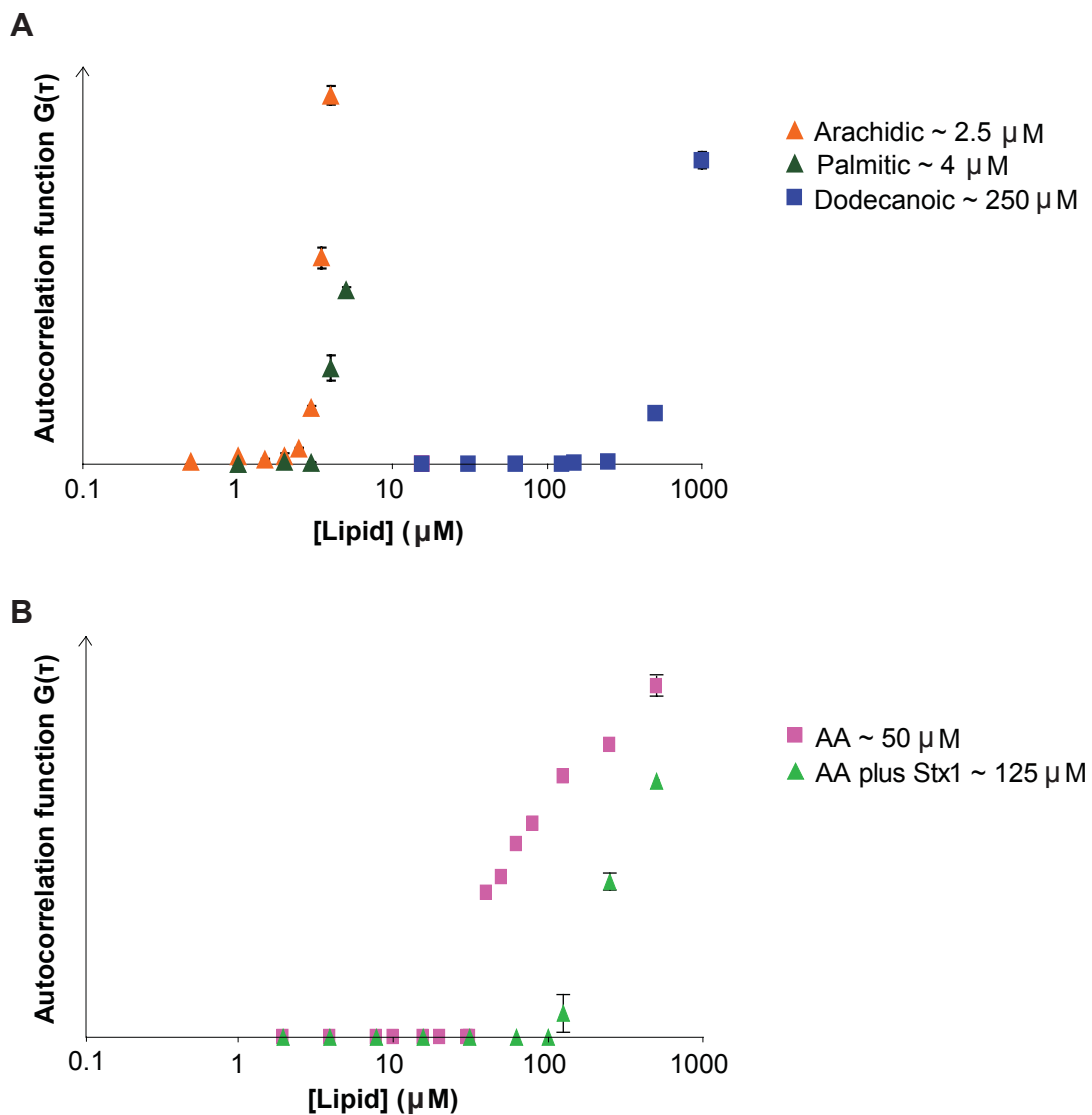 A
Autocorrelation function G(τ)
Arachidic ~ 2.5 µM
Palmitic ~ 4 µM
Dodecanoic ~ 250 µM
0.1 1 10 100 1000
[Lipid] (µM)
B
Autocorrelation function G(τ)
AA ~ 50 µM
AA plus Stx1 ~ 125 µM
0.1 1 10 100 1000
[Lipid] (µM)